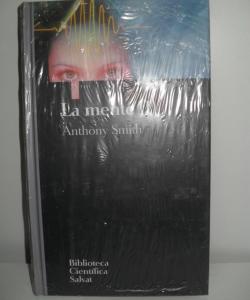 La mente
Anthony Smith
Biblioteca
Científica
Salvat